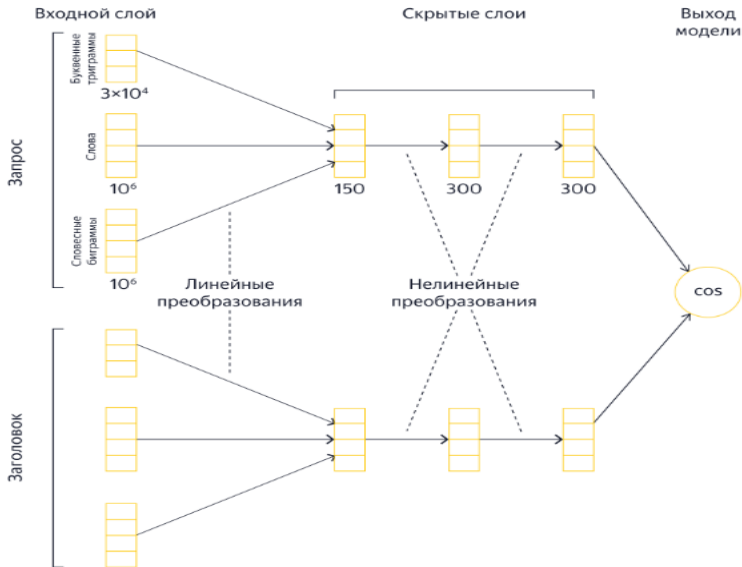 Входной слой
Скрытые слои
Выход
модели
Запрос
Буквенные
триграммы
3×10⁴
Слова
10⁶
Словесные
биграммы
10⁶
150
300
300
Линейные
преобразования
Нелинейные
преобразования
cos
Заголовок